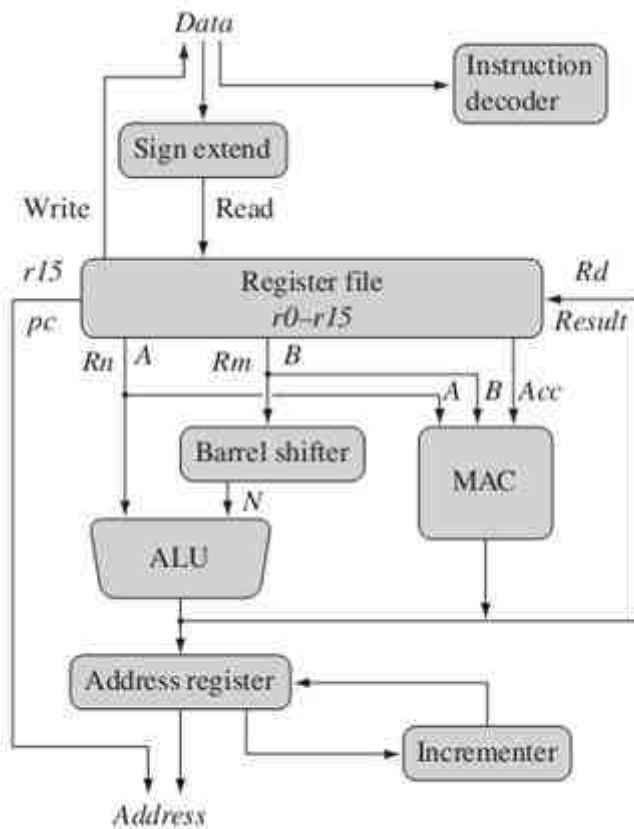 Data
Instruction
decoder
Sign extend
Write
Read
r15
Register file
Rd
pc
r0–r15
Result
Rn
A
Rm
B
A
B
Acc
Barrel shifter
MAC
N
ALU
Address register
Incrementer
Address